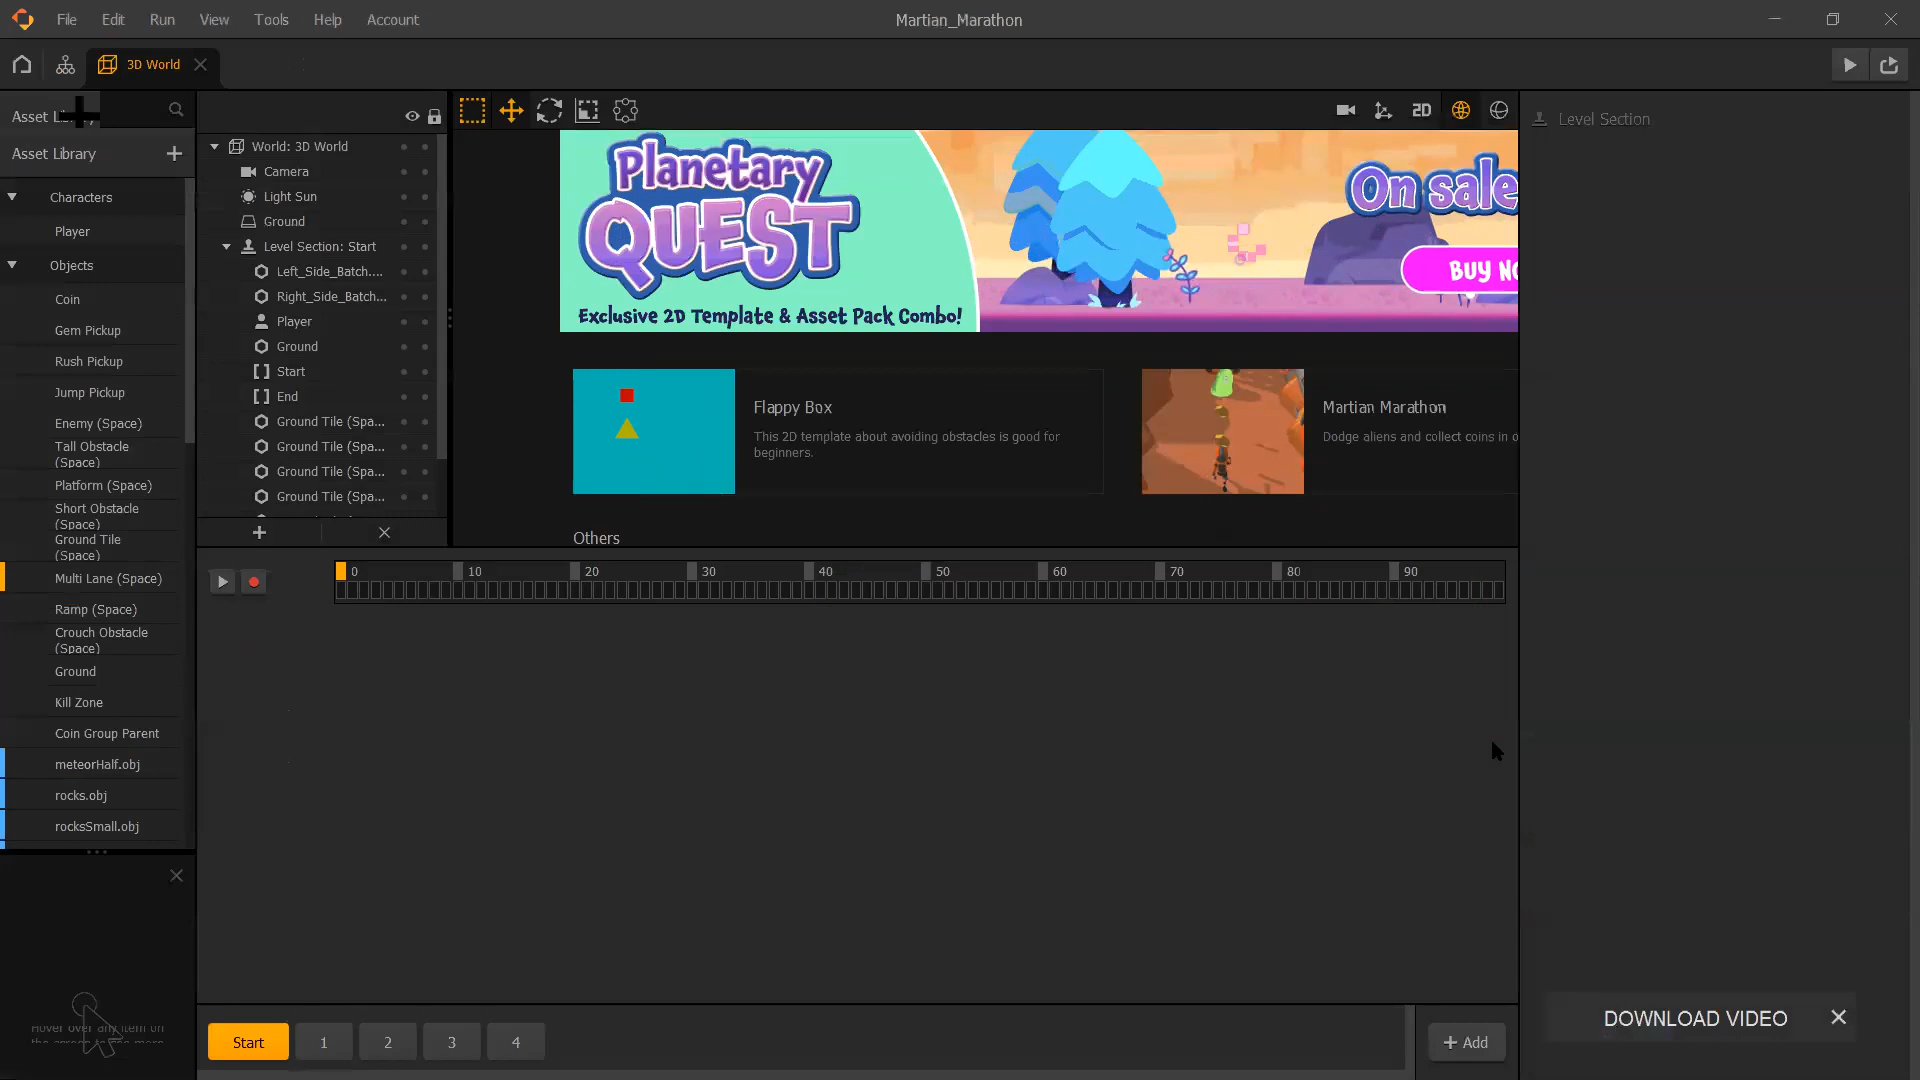 File Edit Run View Tools Help Account
Martian_Marathon
3D World
Asset
Asset Library
Characters
Player
Objects
Coin
Gem Pickup
Rush Pickup
Jump Pickup
Enemy (Space)
Tall Obstacle
(Space)
Platform (Space)
Short Obstacle
(Space)
Ground Tile
(Space)
Multi Lane (Space)
Ramp (Space)
Crouch Obstacle
(Space)
Ground
Kill Zone
Coin Group Parent
meteorHalf.obj
rocks.obj
rocksSmall.obj
Hover over any item on
World: 3D World
Camera
Light Sun
Ground
Level Section: Start
Left_Side_Batch....
Right_Side_Batch...
Player
Ground
Start
End
Ground Tile (Spa...
Ground Tile (Spa...
Ground Tile (Spa...
Ground Tile (Spa...
2D
Planetary
QUEST
Exclusive 2D Template & Asset Pack Combo!
On sale
BUY
Flappy Box
This 2D template about avoiding obstacles is good for
beginners.
Martian Marathon
Dodge aliens and collect coins in
Others
0 10 20 30 40 50 60 70 80 90
Start 1 2 3 4
+ Add
Level Section
DOWNLOAD VIDEO